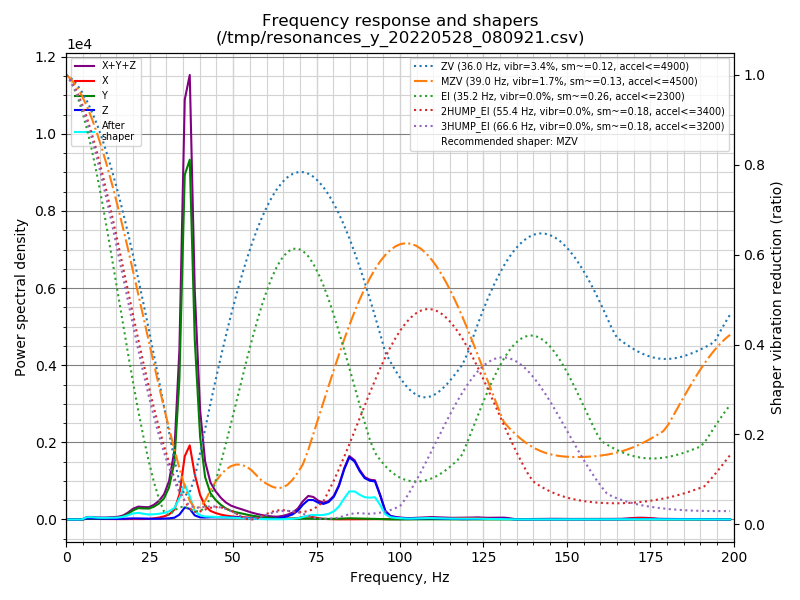 Frequency response and shapers
(/tmp/resonances_y_20220528_080921.csv)
1e4
X+Y+Z
X
Y
Z
After
shaper
ZV (36.0 Hz, vibr=3.4%, sm~=0.12, accel<=4900)
MZV (39.0 Hz, vibr=1.7%, sm~=0.13, accel<=4500)
EI (35.2 Hz, vibr=0.0%, sm~=0.26, accel<=2300)
2HUMP_EI (55.4 Hz, vibr=0.0%, sm~=0.18, accel<=3400)
3HUMP_EI (66.6 Hz, vibr=0.0%, sm~=0.18, accel<=3200)
Recommended shaper: MZV
Power spectral density
1.2
1.0
0.8
0.6
0.4
0.2
0.0
1.0
0.8
0.6
0.4
0.2
0.0
Shaper vibration reduction (ratio)
0 25 50 75 100 125 150 175 200
Frequency, Hz